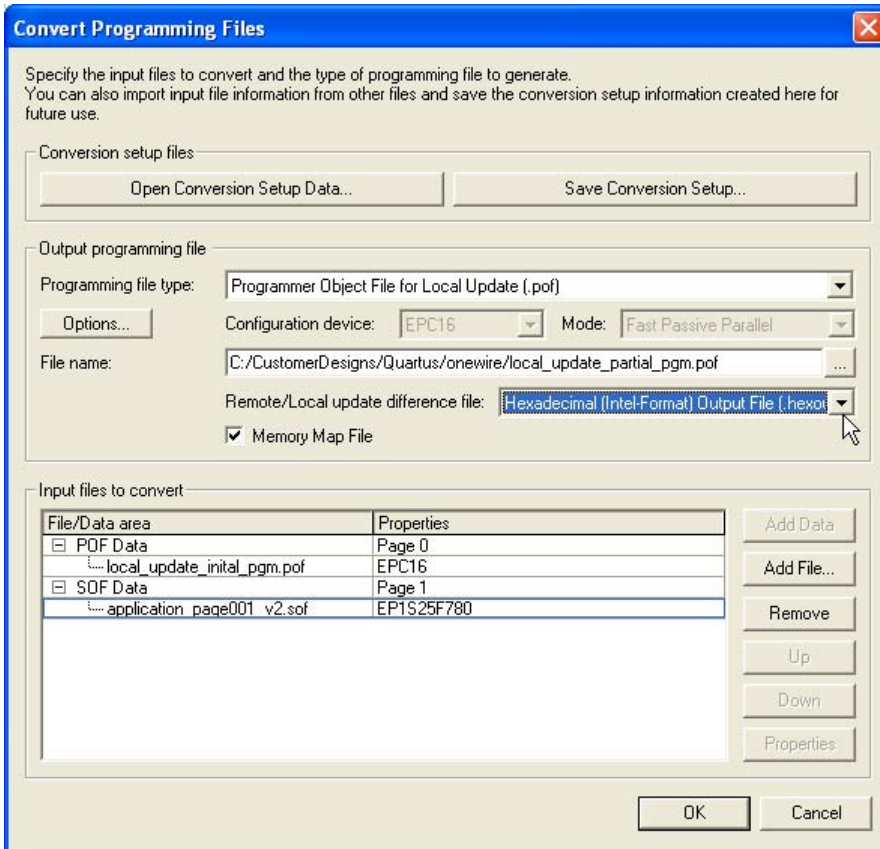 Convert Programming Files
Specify the input files to convert and the type of programming file to generate.
You can also import input file information from other files and save the conversion setup information created here for
future use.
Conversion setup files
Open Conversion Setup Data... Save Conversion Setup...
Output programming file
Programming file type: Programmer Object File for Local Update (.pof)
Options... Configuration device: EPC16 Mode: Fast Passive Parallel
File name: C:/CustomerDesigns/Quartus/onewire/local_update_partial_pgm.pof ...
Remote/Local update difference file: Hexadecimal (Intel-Format) Output File (.hexou
Memory Map File
Input files to convert
File/Data area Properties Add Data
POF Data Page 0
local_update_inital_pgm.pof EPC16 Add File...
SOF Data Page 1
application_page001_v2.sof EP1S25F780 Remove
Up
Down
Properties
OK Cancel